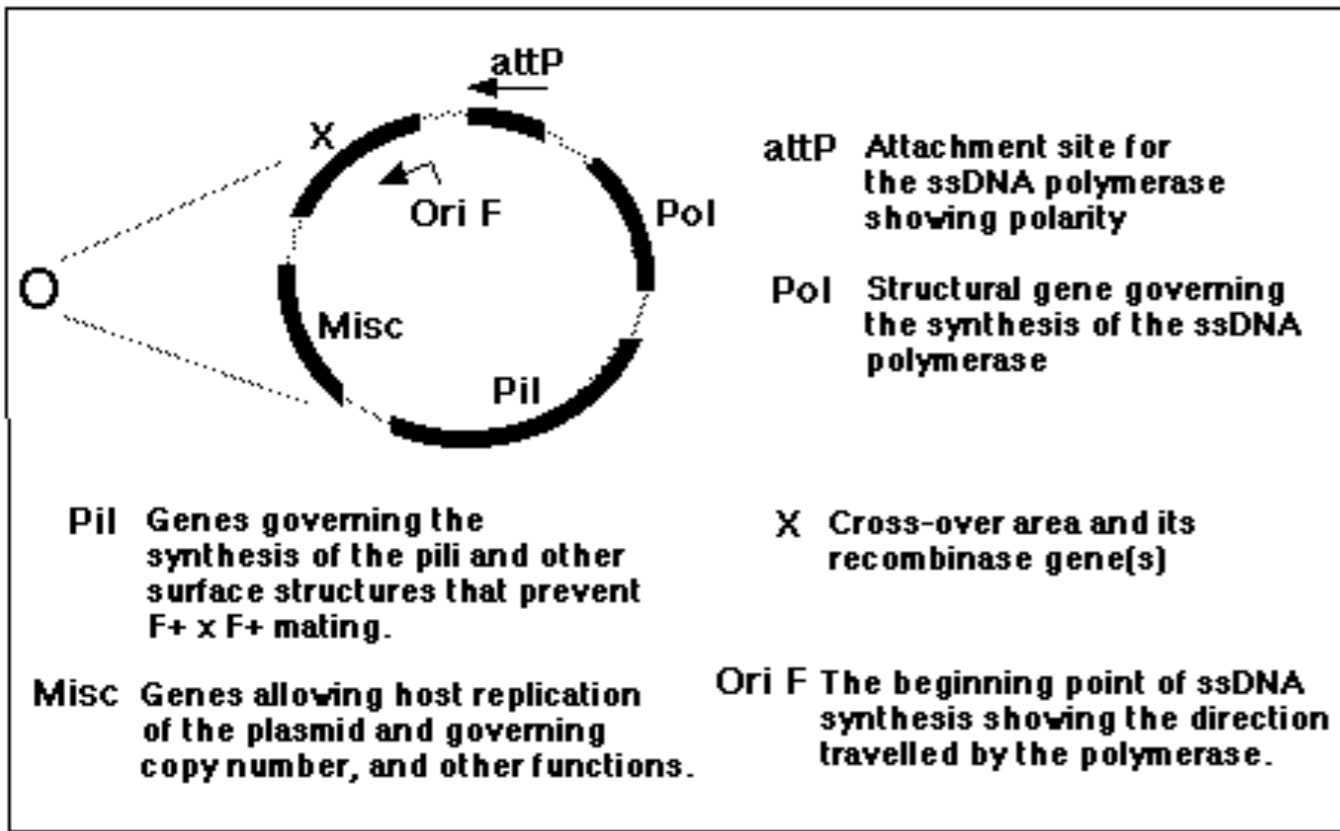 attP
X
Ori F
Pol
O
Misc
Pil
attP Attachment site for
the ssDNA polymerase
showing polarity
Pol Structural gene governing
the synthesis of the ssDNA
polymerase
Pil Genes governing the
synthesis of the pili and other
surface structures that prevent
F+ x F+ mating.
X Cross-over area and its
recombinase gene(s)
Misc Genes allowing host replication
of the plasmid and governing
copy number, and other functions.
Ori F The beginning point of ssDNA
synthesis showing the direction
travelled by the polymerase.